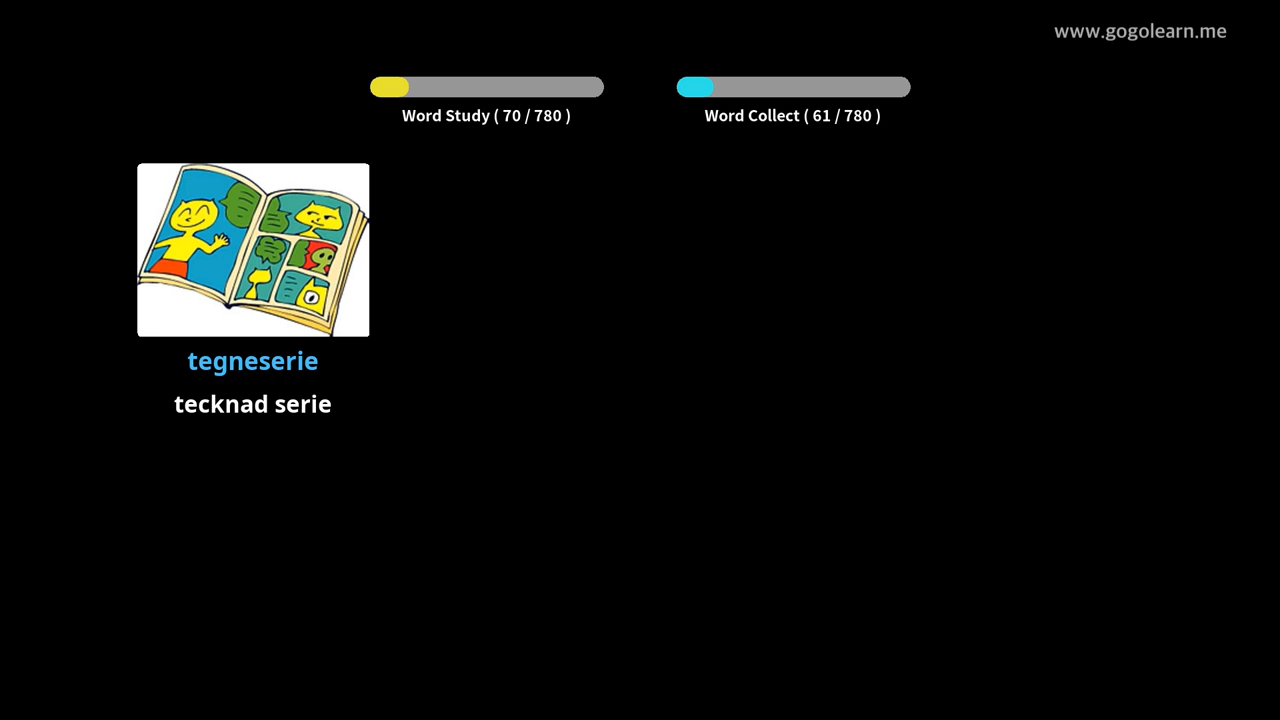 www.gogolearn.me
Word Study ( 70 / 780 )
Word Collect ( 61 / 780 )
tegneserie
tecknad serie